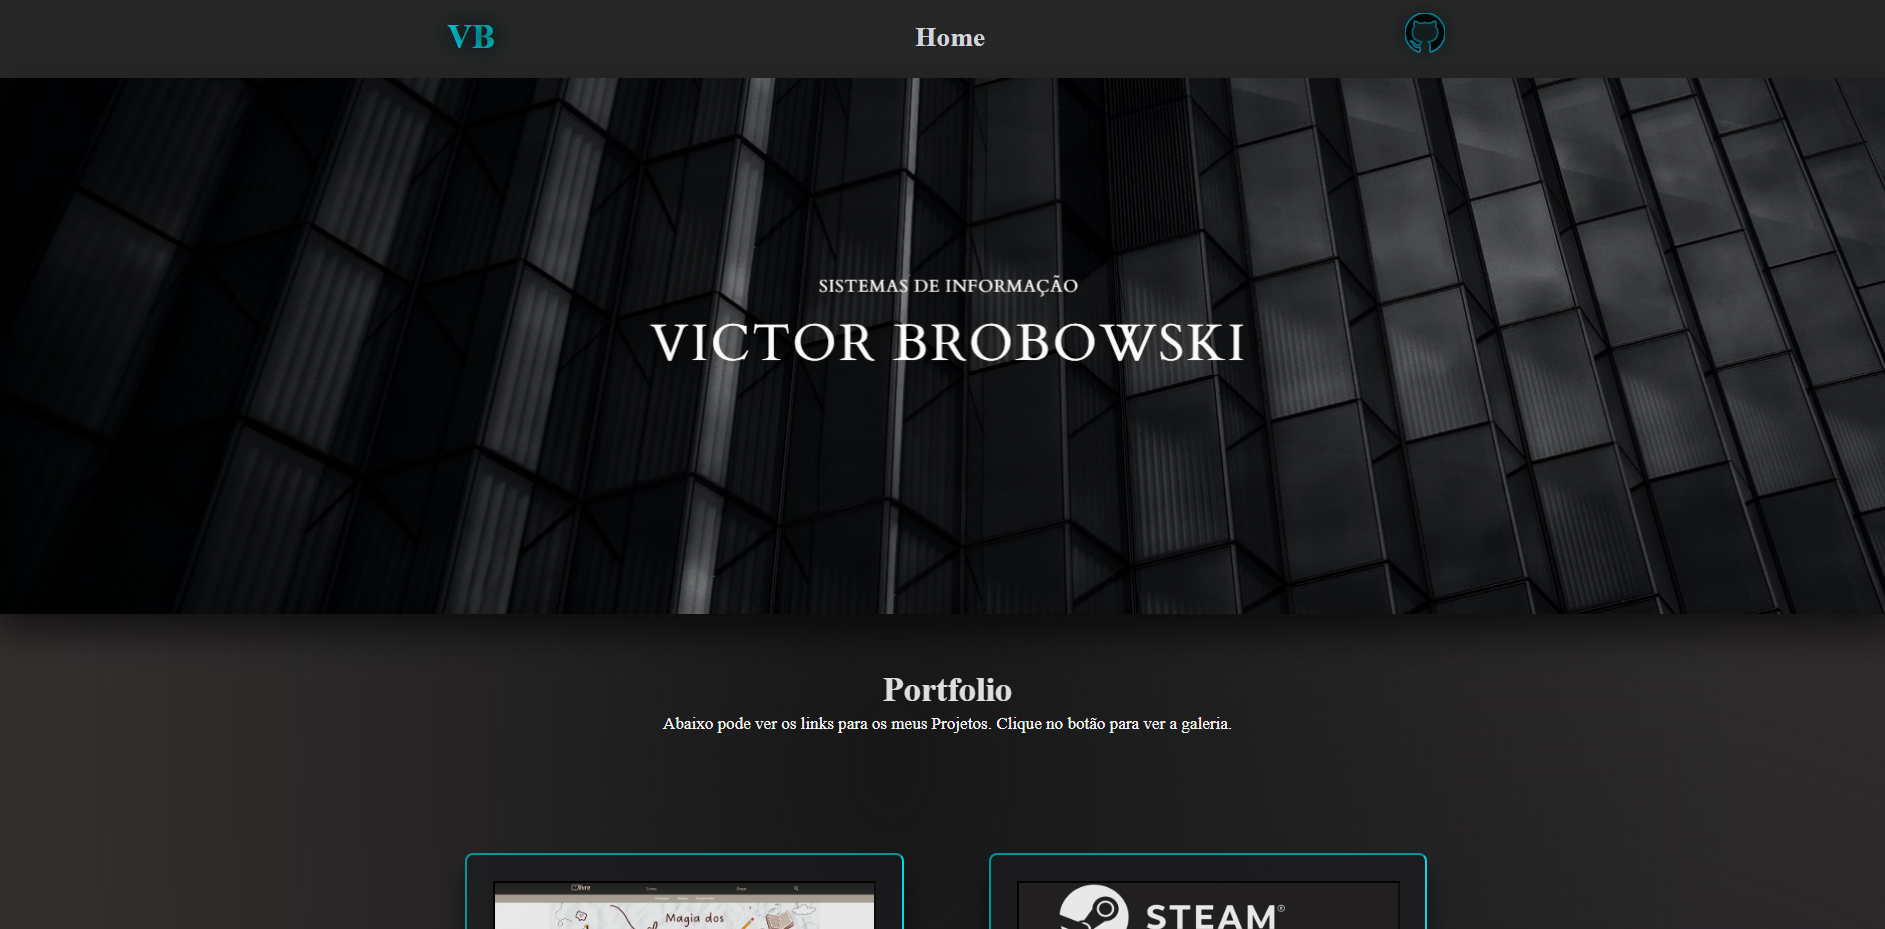 VB
Home
SISTEMAS DE INFORMAÇÃO
VICTOR BROBOWSKI
Portfolio
Abaixo pode ver os links para os meus Projetos. Clique no botão para ver a galeria.
Magia dos
STEAM®